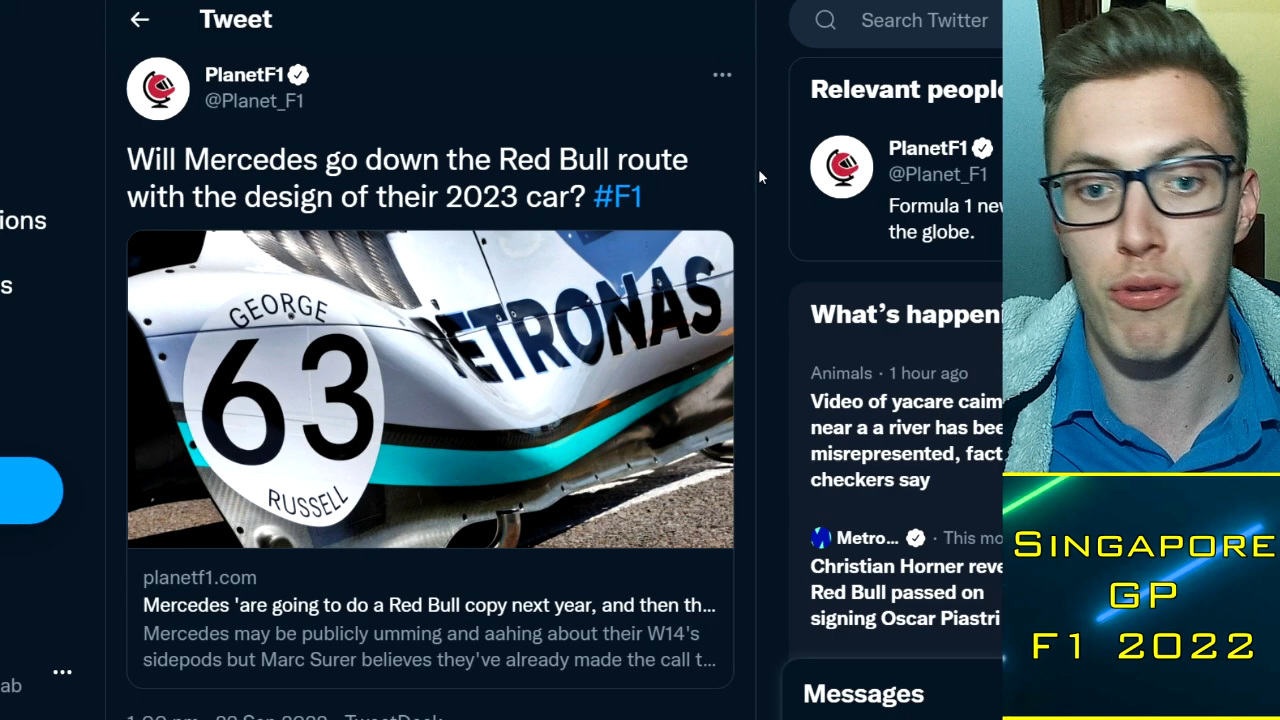 Tweet
Search Twitter
PlanetF1
@Planet_F1
Will Mercedes go down the Red Bull route
with the design of their 2023 car? #F1
GEORGE
63
RUSSELL
PETRONAS
planetf1.com
Mercedes 'are going to do a Red Bull copy next year, and then th...
Mercedes may be publicly umming and aahing about their W14's
sidepods but Marc Surer believes they've already made the call t...
Relevant people
PlanetF1
@Planet_F1
Formula 1 new
the globe.
What's happen
Animals · 1 hour ago
Video of yacare caim
near a a river has bee
misrepresented, fact
checkers say
Metro... · This mo
Christian Horner reve
Red Bull passed on
signing Oscar Piastri
Messages
ions
s
ab
SINGAPORE
GP
F1 2022